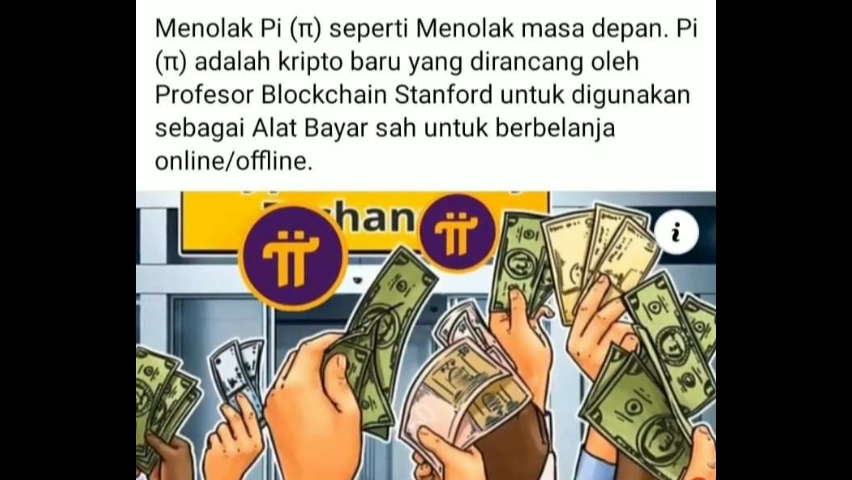 Menolak Pi (π) seperti Menolak masa depan. Pi
(π) adalah kripto baru yang dirancang oleh
Profesor Blockchain Stanford untuk digunakan
sebagai Alat Bayar sah untuk berbelanja
online/offline.
π
π
i